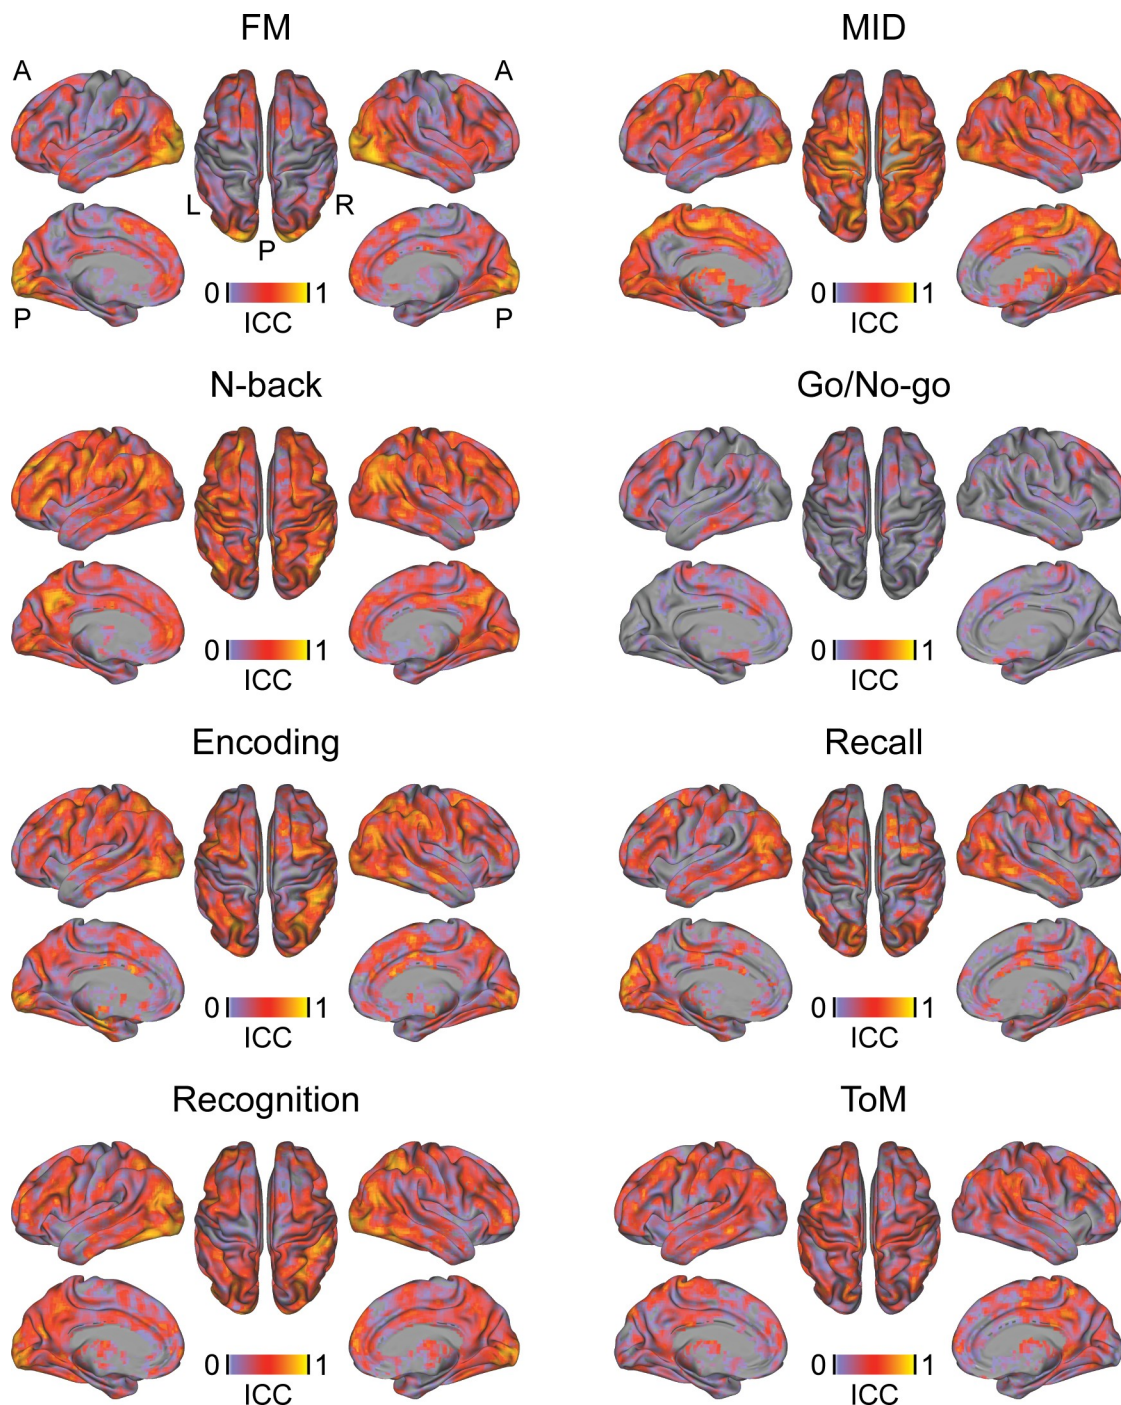 FM
MID
A
A
L
R
P
0
1
ICC
P
P
0
1
ICC
N-back
Go/No-go
0
1
ICC
0
1
ICC
Encoding
Recall
0
1
ICC
0
1
ICC
Recognition
ToM
0
1
ICC
0
1
ICC